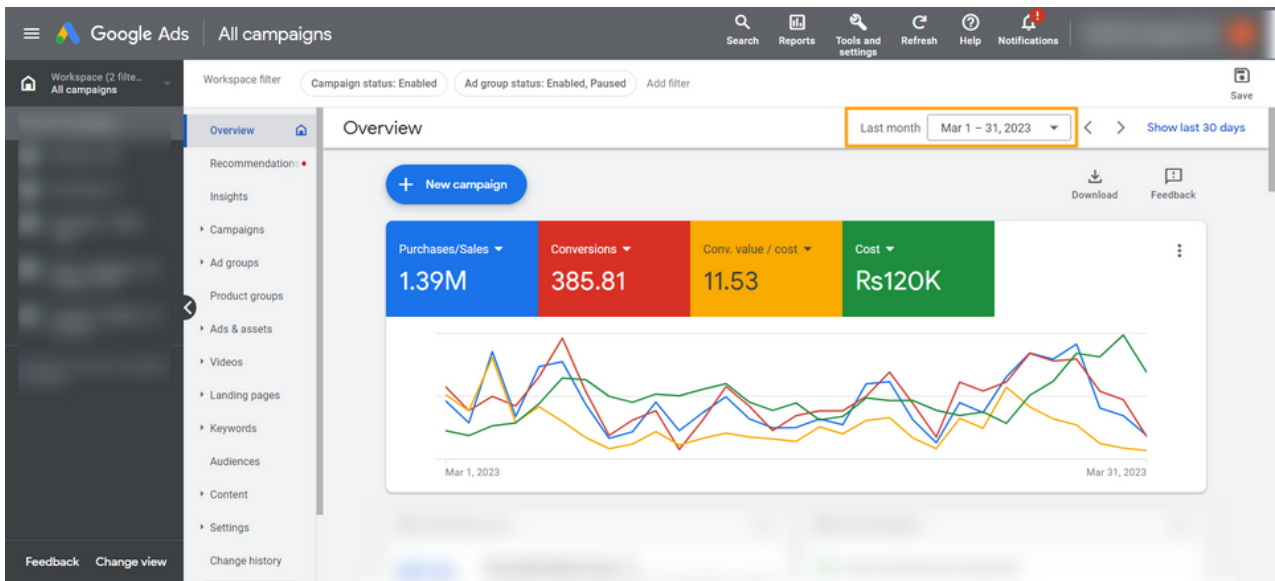 Google Ads
All campaigns
Search
Reports
Tools and
settings
Refresh
Help
!
Notifications
Workspace (2 filte...
All campaigns
Workspace filter
Campaign status: Enabled
Ad group status: Enabled, Paused
Add filter
Save
Overview
Recommendations
Insights
Campaigns
Ad groups
Product groups
Ads & assets
Videos
Landing pages
Keywords
Audiences
Content
Settings
Change history
Feedback
Change view
Overview
Last month
Mar 1 – 31, 2023
Show last 30 days
New campaign
Download
Feedback
Purchases/Sales
1.39M
Conversions
385.81
Conv. value / cost
11.53
Cost
Rs120K
Mar 1, 2023
Mar 31, 2023